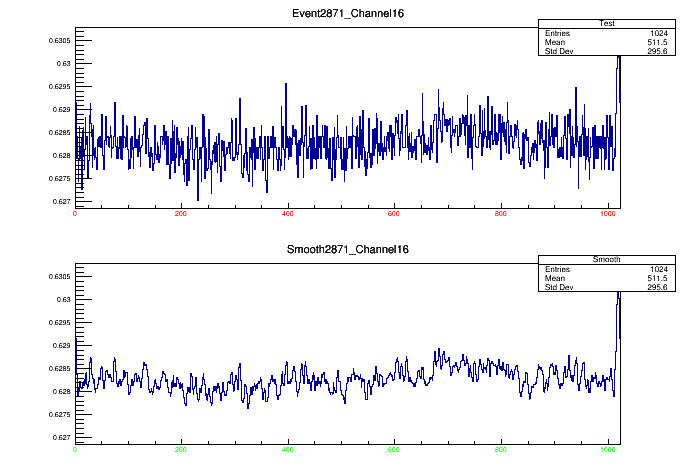 Event2871_Channel16
Test
Entries 1024
Mean 511.5
Std Dev 295.6
0.6305
0.63
0.6295
0.629
0.6285
0.628
0.6275
0.627
0 200 400 600 800 1000
Smooth2871_Channel16
Smooth
Entries 1024
Mean 511.5
Std Dev 295.6
0.6305
0.63
0.6295
0.629
0.6285
0.628
0.6275
0.627
0 200 400 600 800 1000